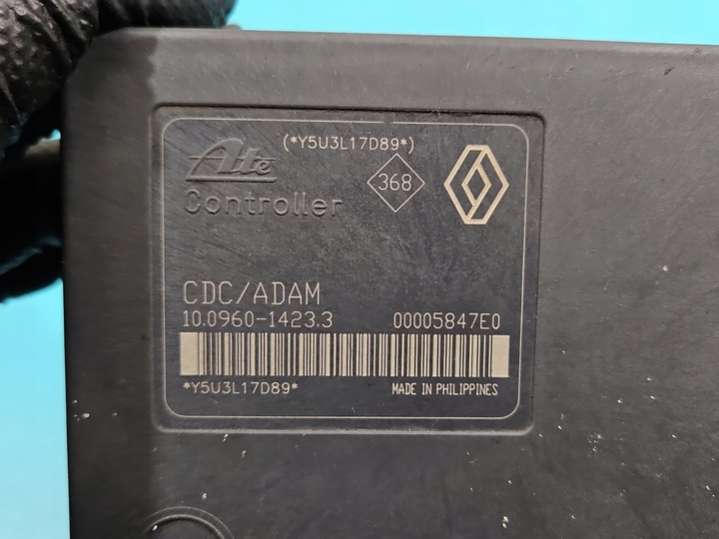 (*Y5U3L17D89*)
Ate
368
Controller
CDC/ADAM
10.0960-1423.3 00005847E0
*Y5U3L17D89* MADE IN PHILIPPINES